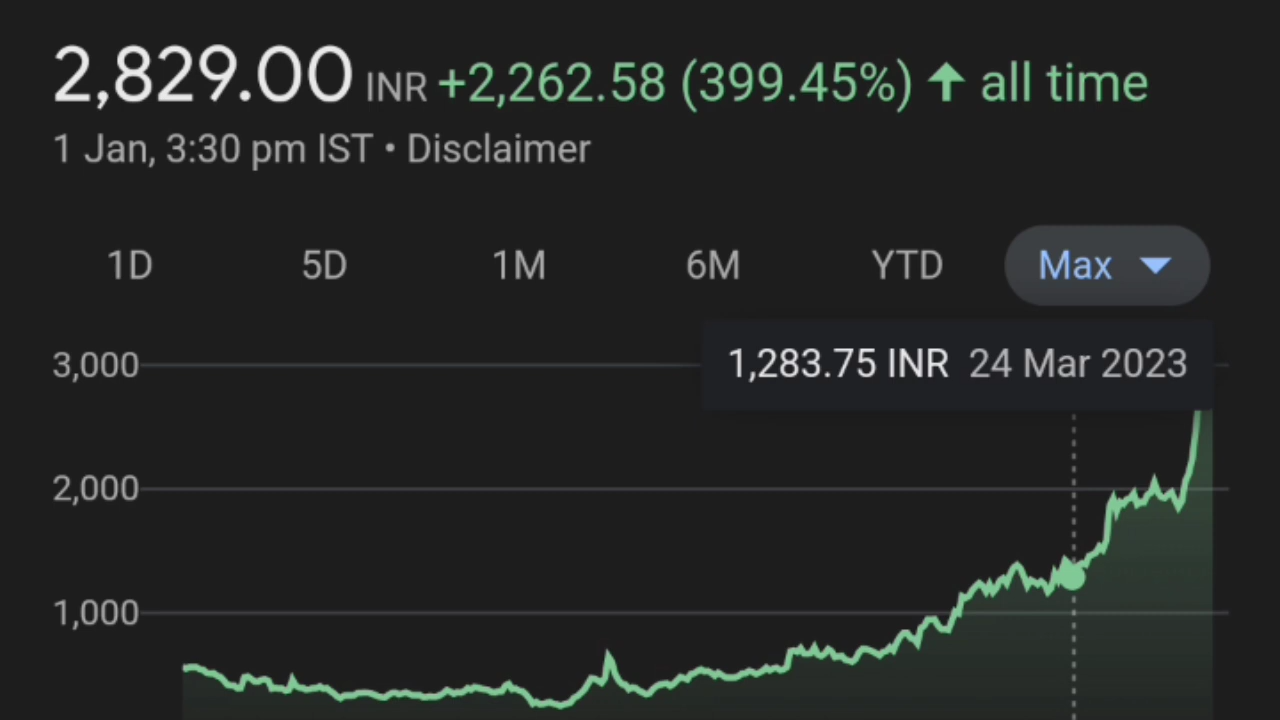 2,829.00 INR +2,262.58 (399.45%) ↑ all time
1 Jan, 3:30 pm IST • Disclaimer
1D 5D 1M 6M YTD Max
1,283.75 INR 24 Mar 2023
3,000
2,000
1,000